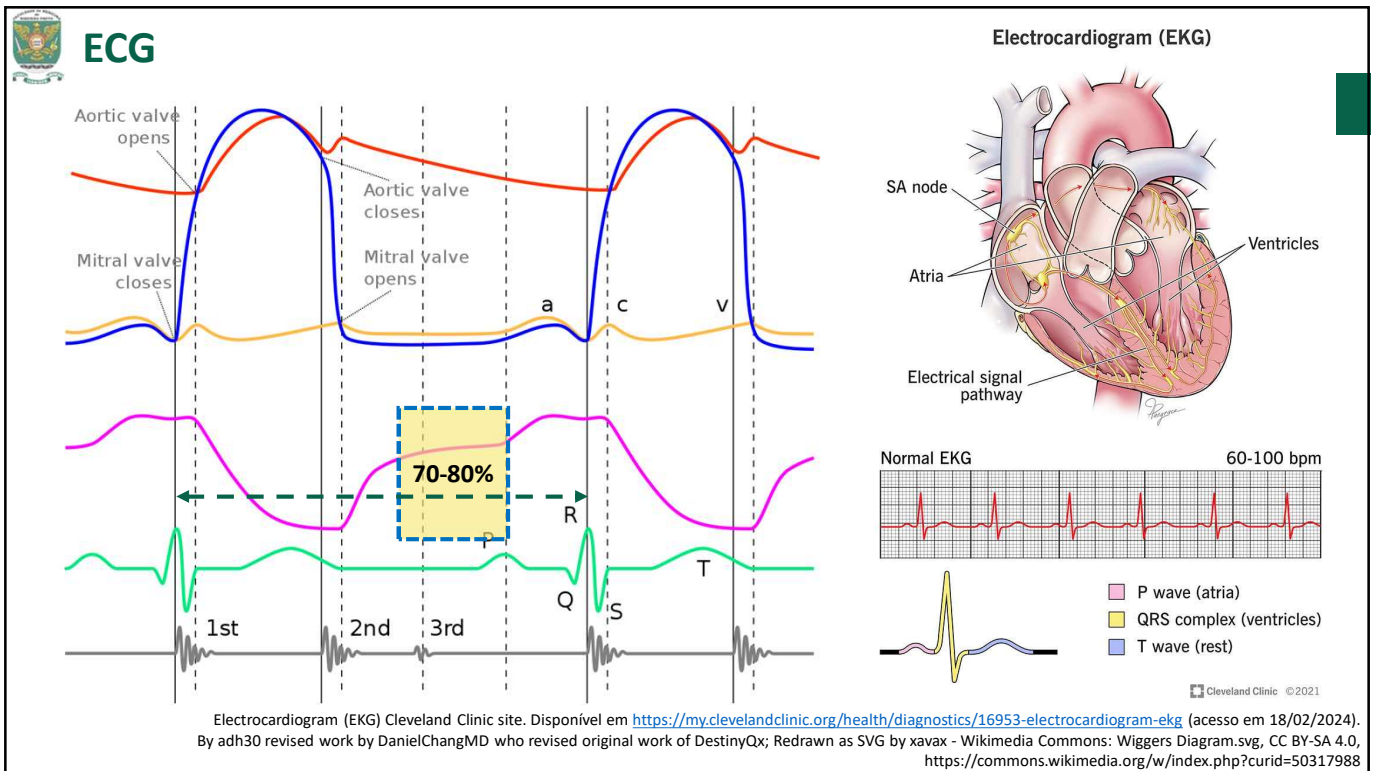 ECG
Aortic valve
opens
Aortic valve
closes
Mitral valve
closes
Mitral valve
opens
a
c
v
70-80%
R
P
Q
S
T
1st
2nd
3rd
Electrocardiogram (EKG)
SA node
Atria
Ventricles
Electrical signal
pathway
Normal EKG
60-100 bpm
P wave (atria)
QRS complex (ventricles)
T wave (rest)
Cleveland Clinic ©2021
Electrocardiogram (EKG) Cleveland Clinic site. Disponível em https://my.clevelandclinic.org/health/diagnostics/16953-electrocardiogram-ekg (acesso em 18/02/2024).
By adh30 revised work by DanielChangMD who revised original work of DestinyQx; Redrawn as SVG by xavax - Wikimedia Commons: Wiggers Diagram.svg, CC BY-SA 4.0,
https://commons.wikimedia.org/w/index.php?curid=50317988